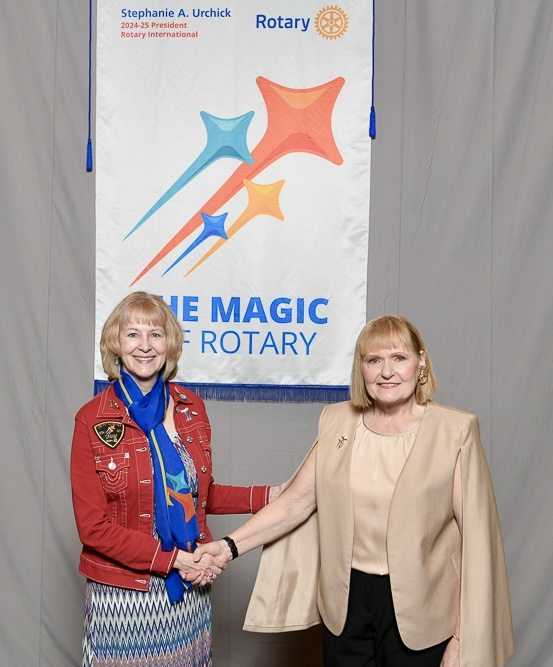 Stephanie A. Urchick
2024-25 President
Rotary International
Rotary
HE MAGIC
F ROTARY